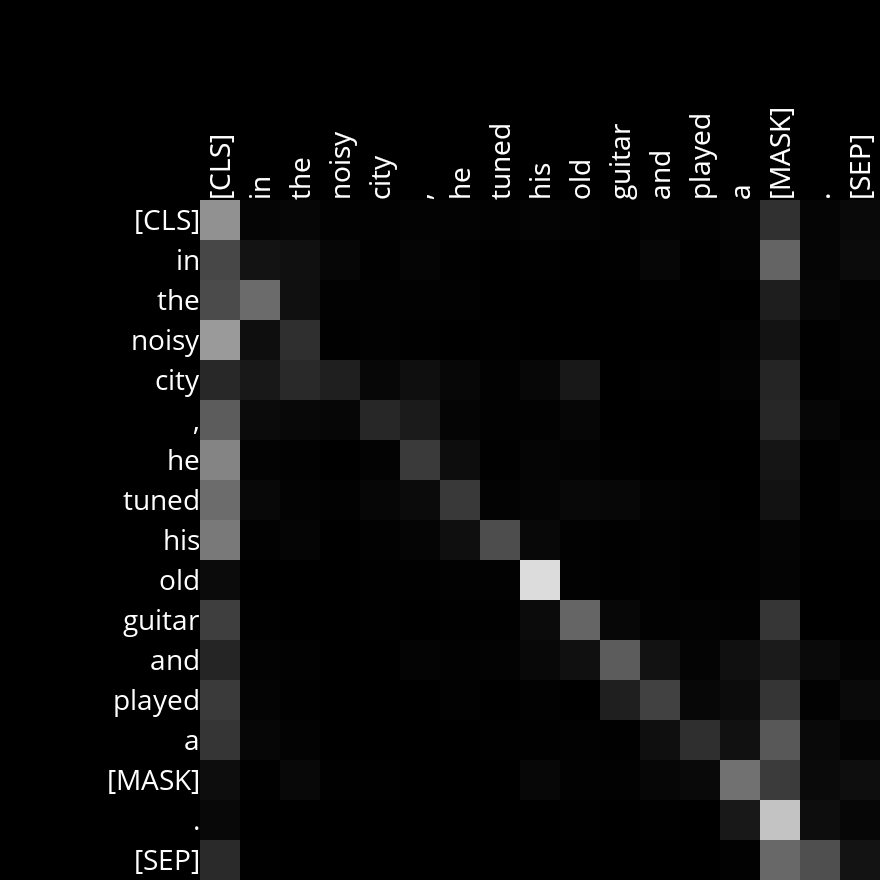 [CLS] in the noisy city , he tuned his old guitar and played a [MASK] . [SEP]
[CLS]
in
the
noisy
city
,
he
tuned
his
old
guitar
and
played
a
[MASK]
.
[SEP]